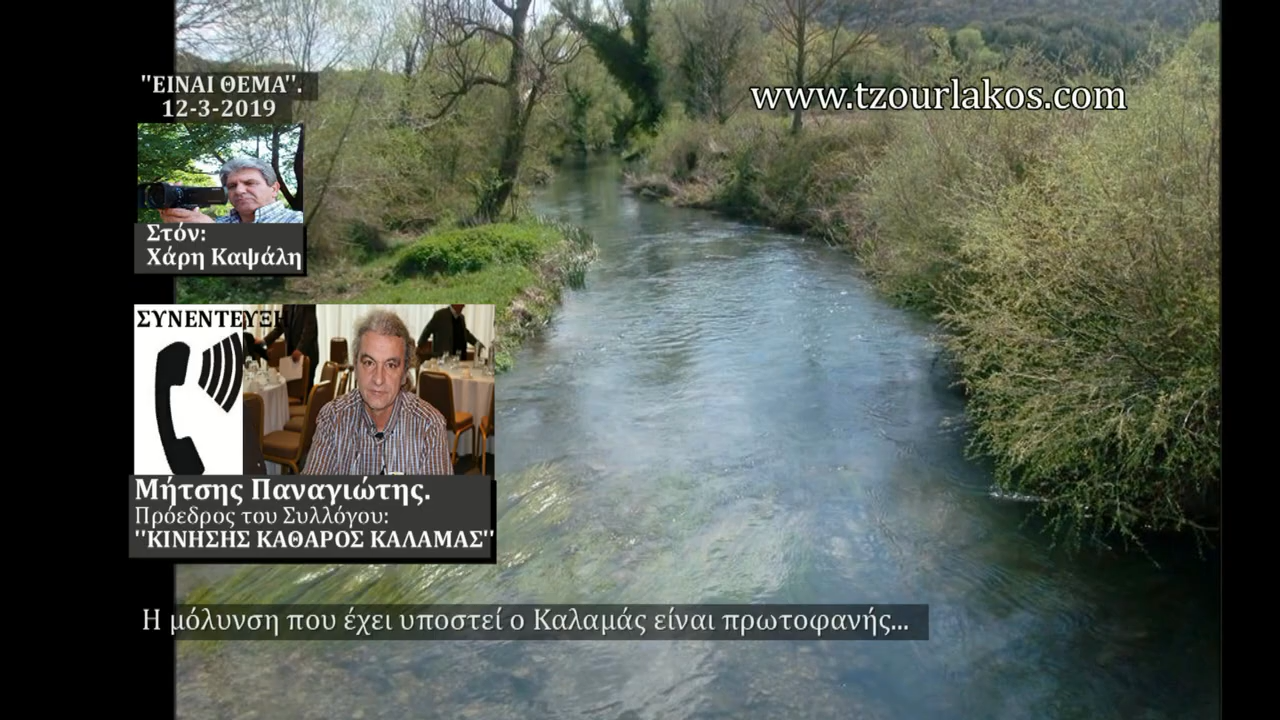 "ΕΙΝΑΙ ΘΕΜΑ".
12-3-2019
www.tzourlakos.com
Στόν:
Χάρη Καψάλη
ΣΥΝΕΝΤΕΥΞΗ
Μήτσης Παναγιώτης.
Πρόεδρος του Συλλόγου:
"ΚΙΝΗΣΗΣ ΚΑΘΑΡΟΣ ΚΑΛΑΜΑΣ"
Η μόλυνση που έχει υποστεί ο Καλαμάς είναι πρωτοφανής...